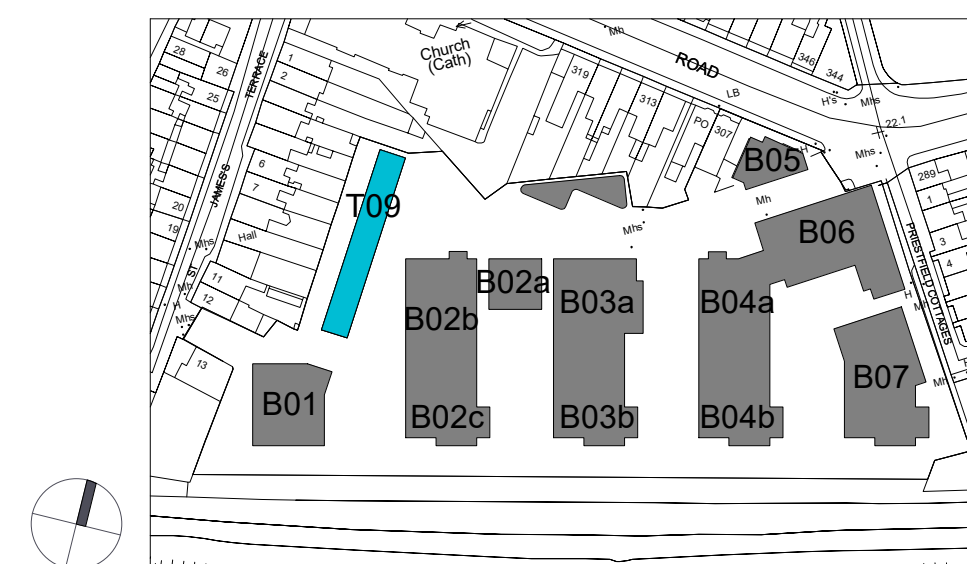 Church
(Cath)
Mh
ROAD
346
344
28
26
25
TERRACE
1
2
319
313
LB
H's
Mhs
22.1
PO
307
H
Mhs
B05
289
1
6
7
JAMES'S
20
19
Mhs
Hall
T09
Mh
Mhs
B06
3
4
PRIESTFIELD COTTAGES
ST
11
12
Mh
H
Mhs
B02a
B02b
B03a
B04a
H
13
B01
B07
Mh
B02c
B03b
B04b